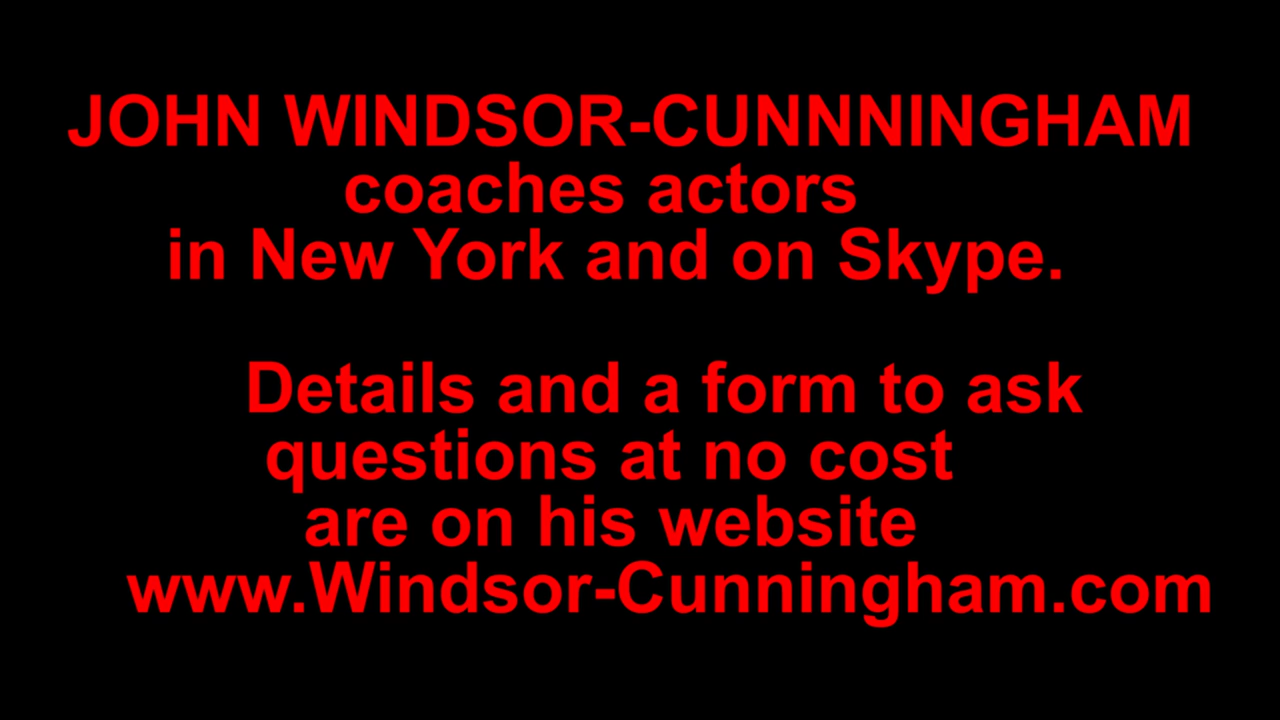 JOHN WINDSOR-CUNNNINGHAM
coaches actors
in New York and on Skype.
Details and a form to ask
questions at no cost
are on his website
www.Windsor-Cunningham.com